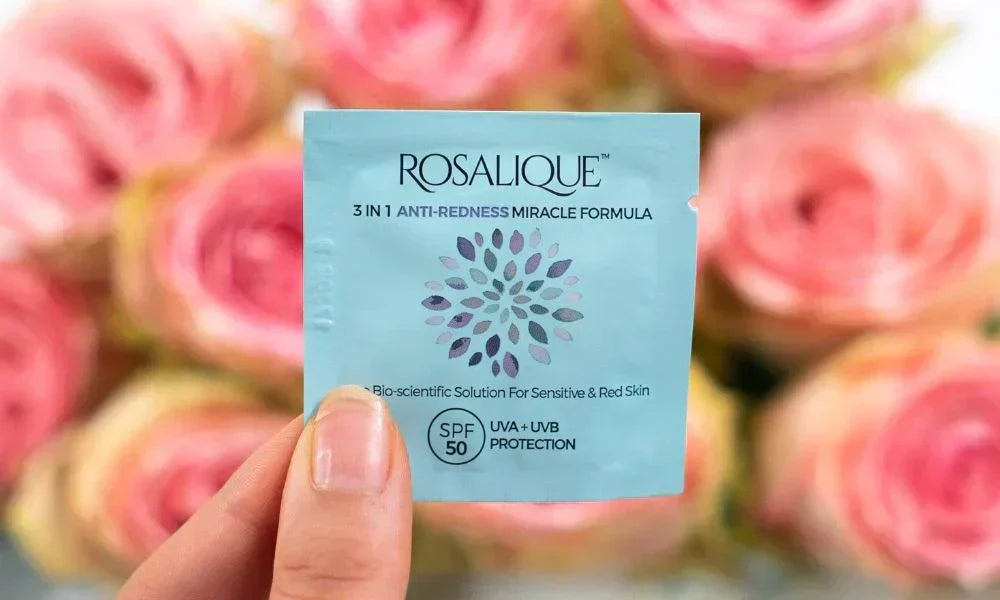 ROSALIQUE™
3 IN 1 ANTI-REDNESS MIRACLE FORMULA
Bio-scientific Solution For Sensitive & Red Skin
SPF
50
UVA + UVB
PROTECTION